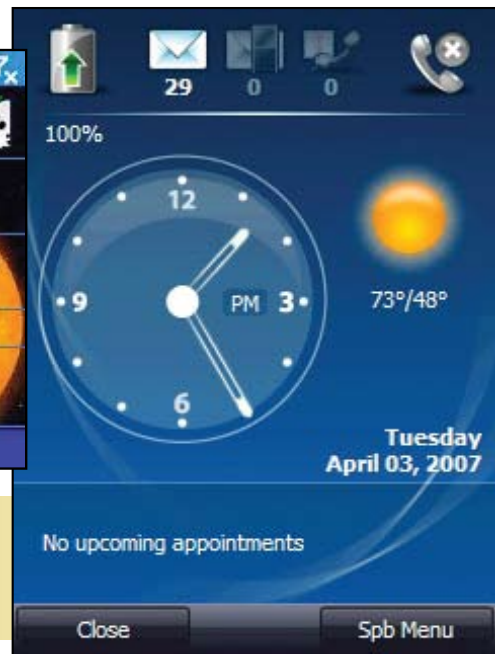 29 0 0
100%
12
9 PM 3
6
73°/48°
Tuesday
April 03, 2007
No upcoming appointments
Close Spb Menu